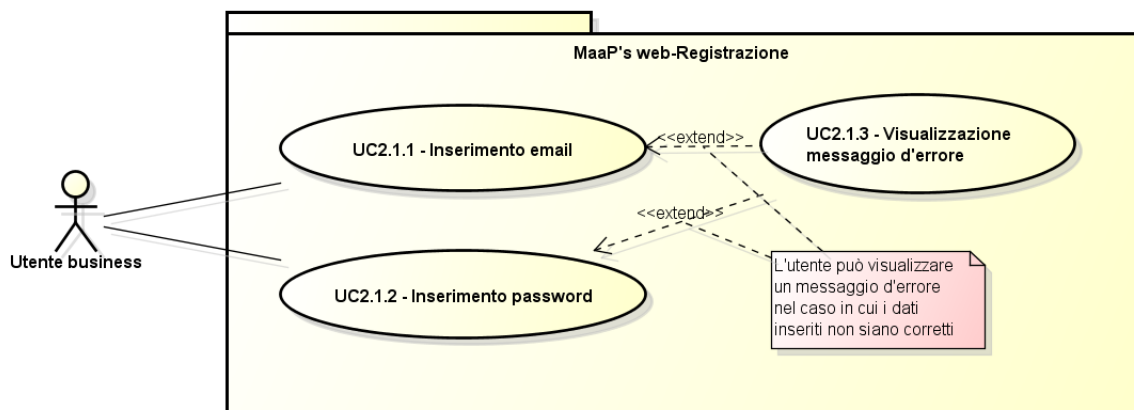 MaaP's web-Registrazione
UC2.1.1 - Inserimento email
<<extend>>
UC2.1.3 - Visualizzazione
messaggio d'errore
<<extend>>
Utente business
UC2.1.2 - Inserimento password
L'utente può visualizzare
un messaggio d'errore
nel caso in cui i dati
inseriti non siano corretti